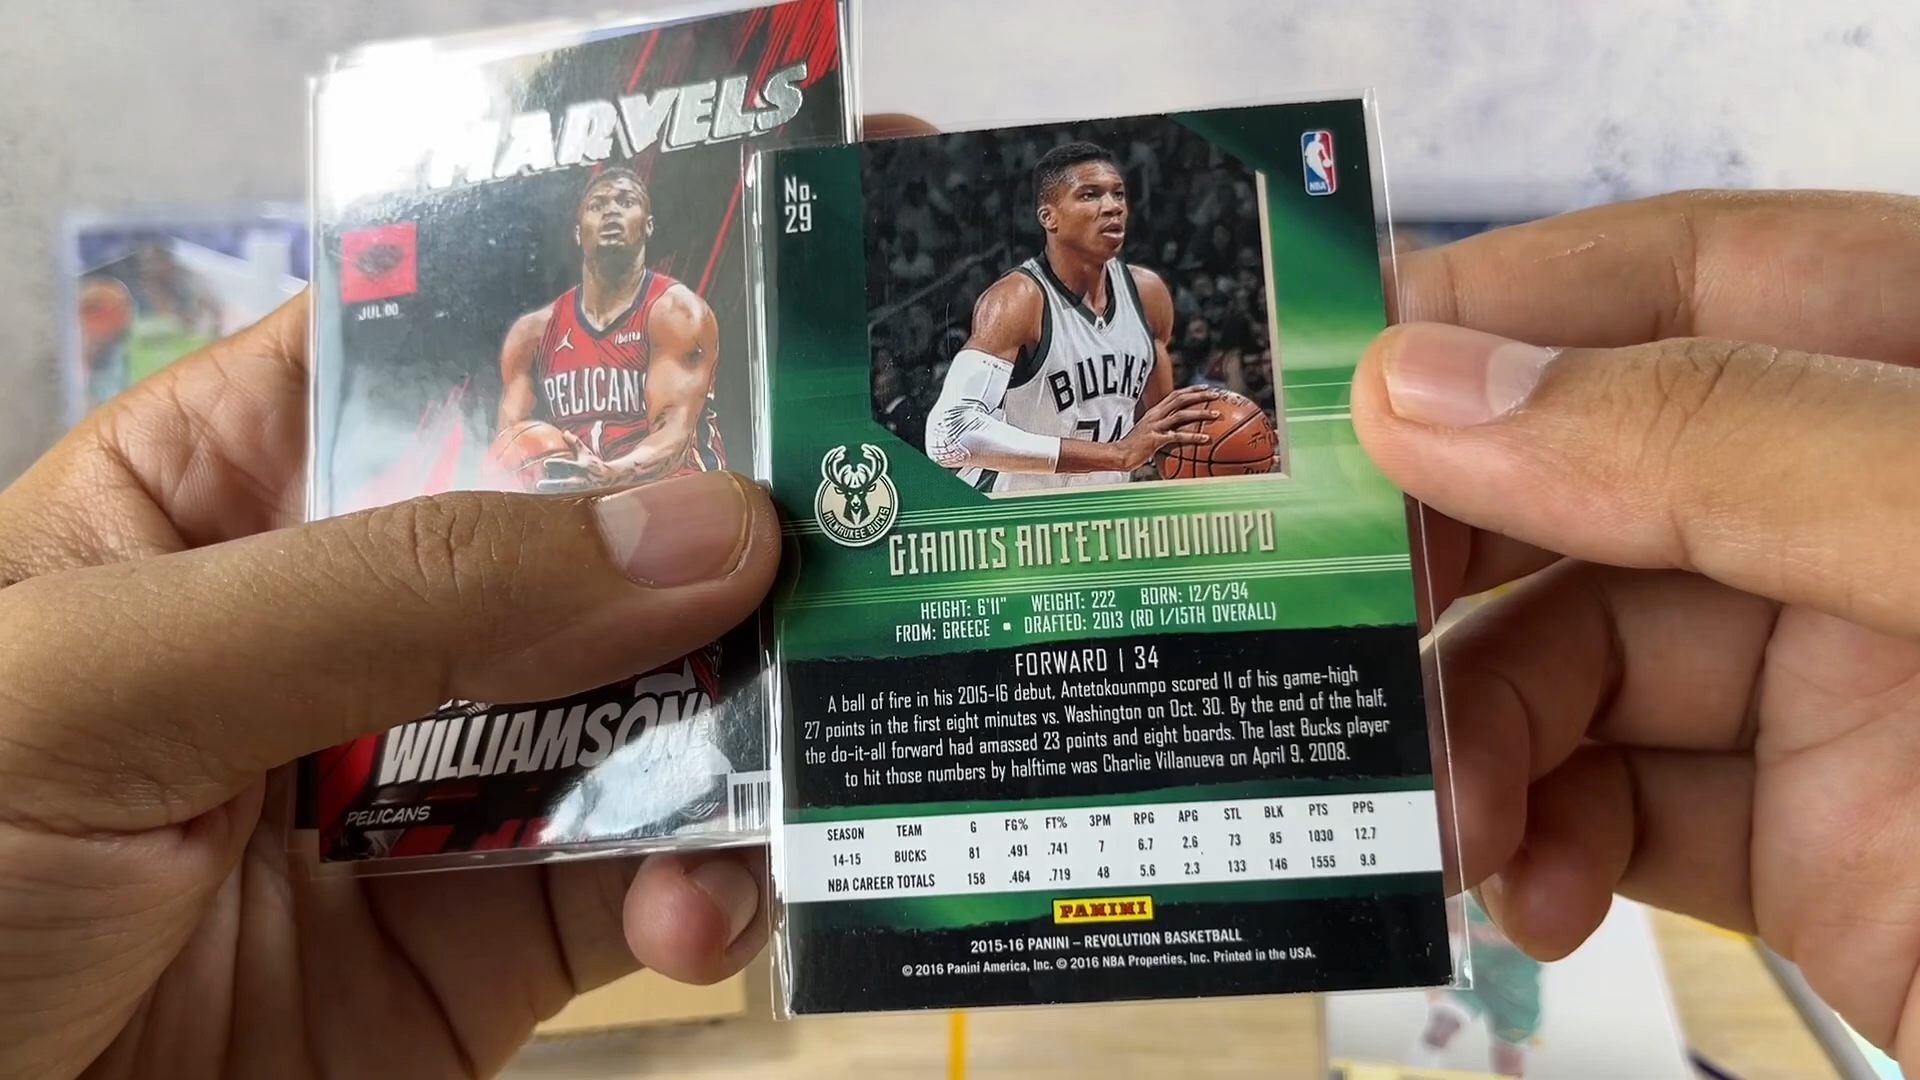 MARVELS
JUL 00
ibotta
PELICANS
1
WILLIAMSON
PELICANS
No.
29
NBA
BUCKS
34
MILWAUKEE BUCKS
GIANNIS ANTETOKOUNMPO
HEIGHT: 6'11" WEIGHT: 222 BORN: 12/6/94
FROM: GREECE ▪ DRAFTED: 2013 (RD 1/15TH OVERALL)
FORWARD | 34
A ball of fire in his 2015-16 debut, Antetokounmpo scored 11 of his game-high
27 points in the first eight minutes vs. Washington on Oct. 30. By the end of the half,
the do-it-all forward had amassed 23 points and eight boards. The last Bucks player
to hit those numbers by halftime was Charlie Villanueva on April 9, 2008.
SEASON TEAM G FG% FT% 3PM RPG APG STL BLK PTS PPG
14-15 BUCKS 81 .491 .741 7 6.7 2.6 73 85 1030 12.7
NBA CAREER TOTALS 158 .464 .719 48 5.6 2.3 133 146 1555 9.8
PANINI
2015-16 PANINI – REVOLUTION BASKETBALL
© 2016 Panini America, Inc. © 2016 NBA Properties, Inc. Printed in the USA.